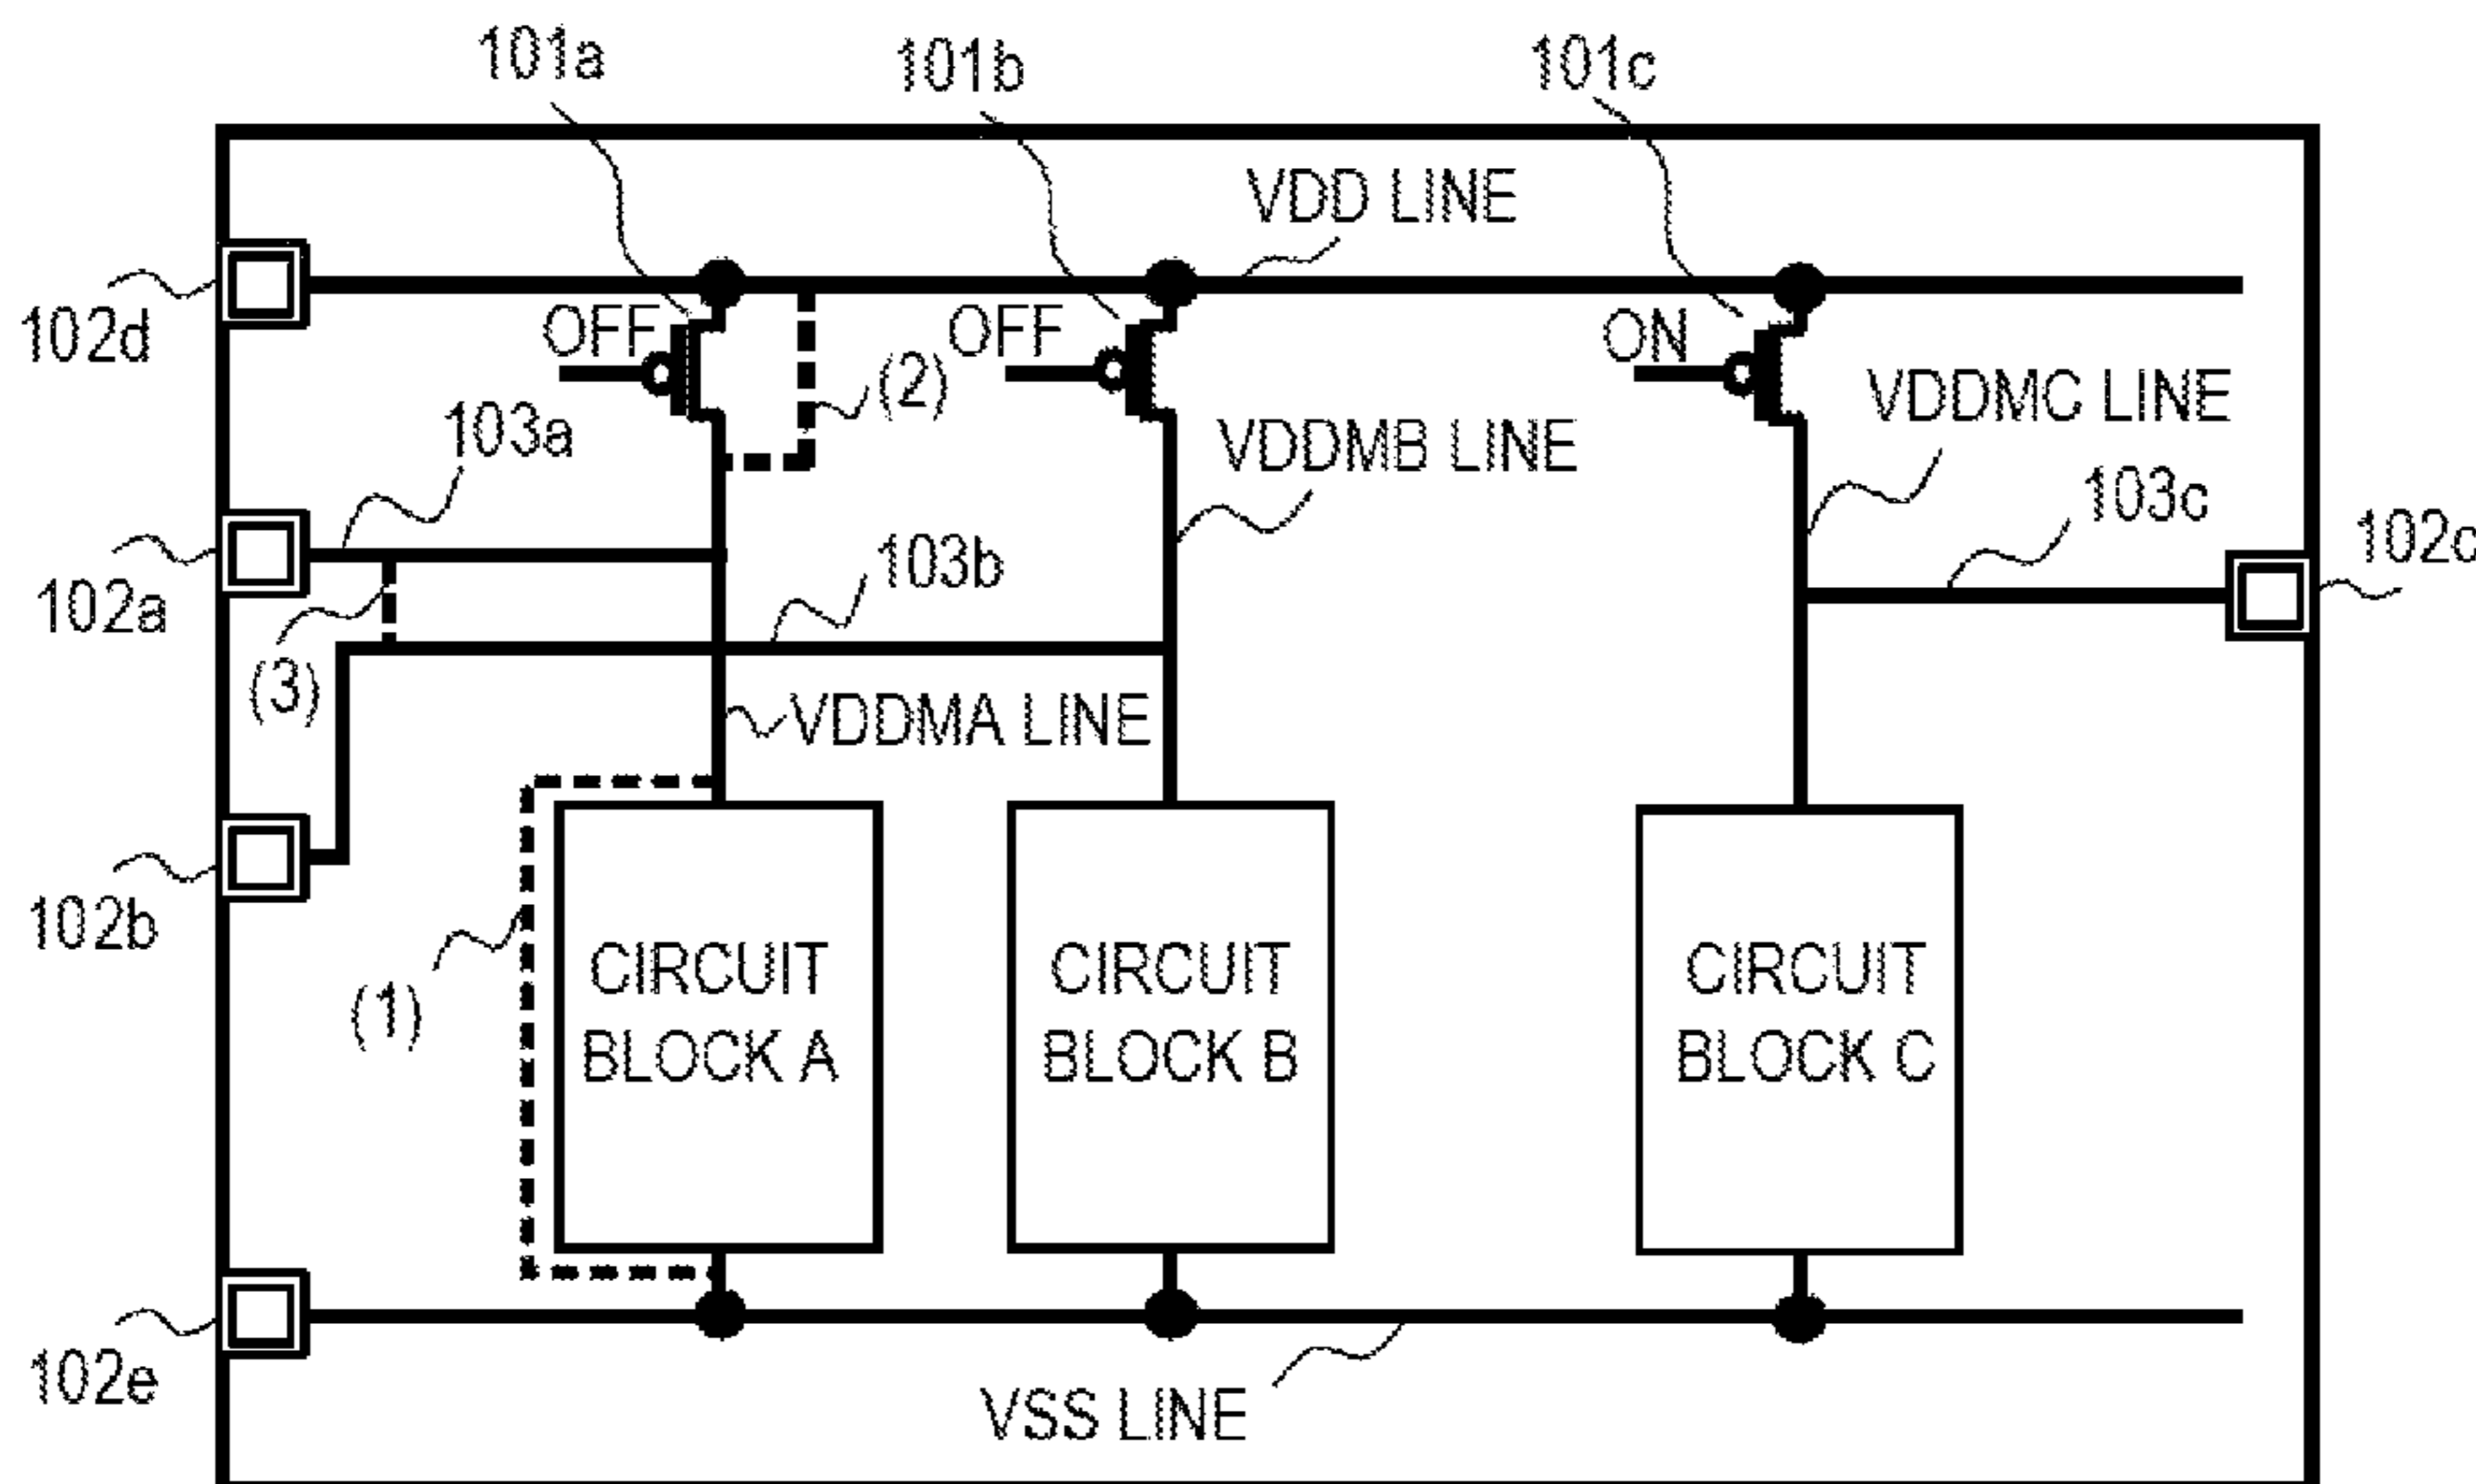 101a
101b
101c
VDD LINE
102d
OFF
OFF
ON
(2)
VDDMC LINE
103a
VDDMB LINE
103c
102c
103b
102a
(3)
VDDMA LINE
102b
(1)
CIRCUIT
BLOCK A
CIRCUIT
BLOCK B
CIRCUIT
BLOCK C
102e
VSS LINE